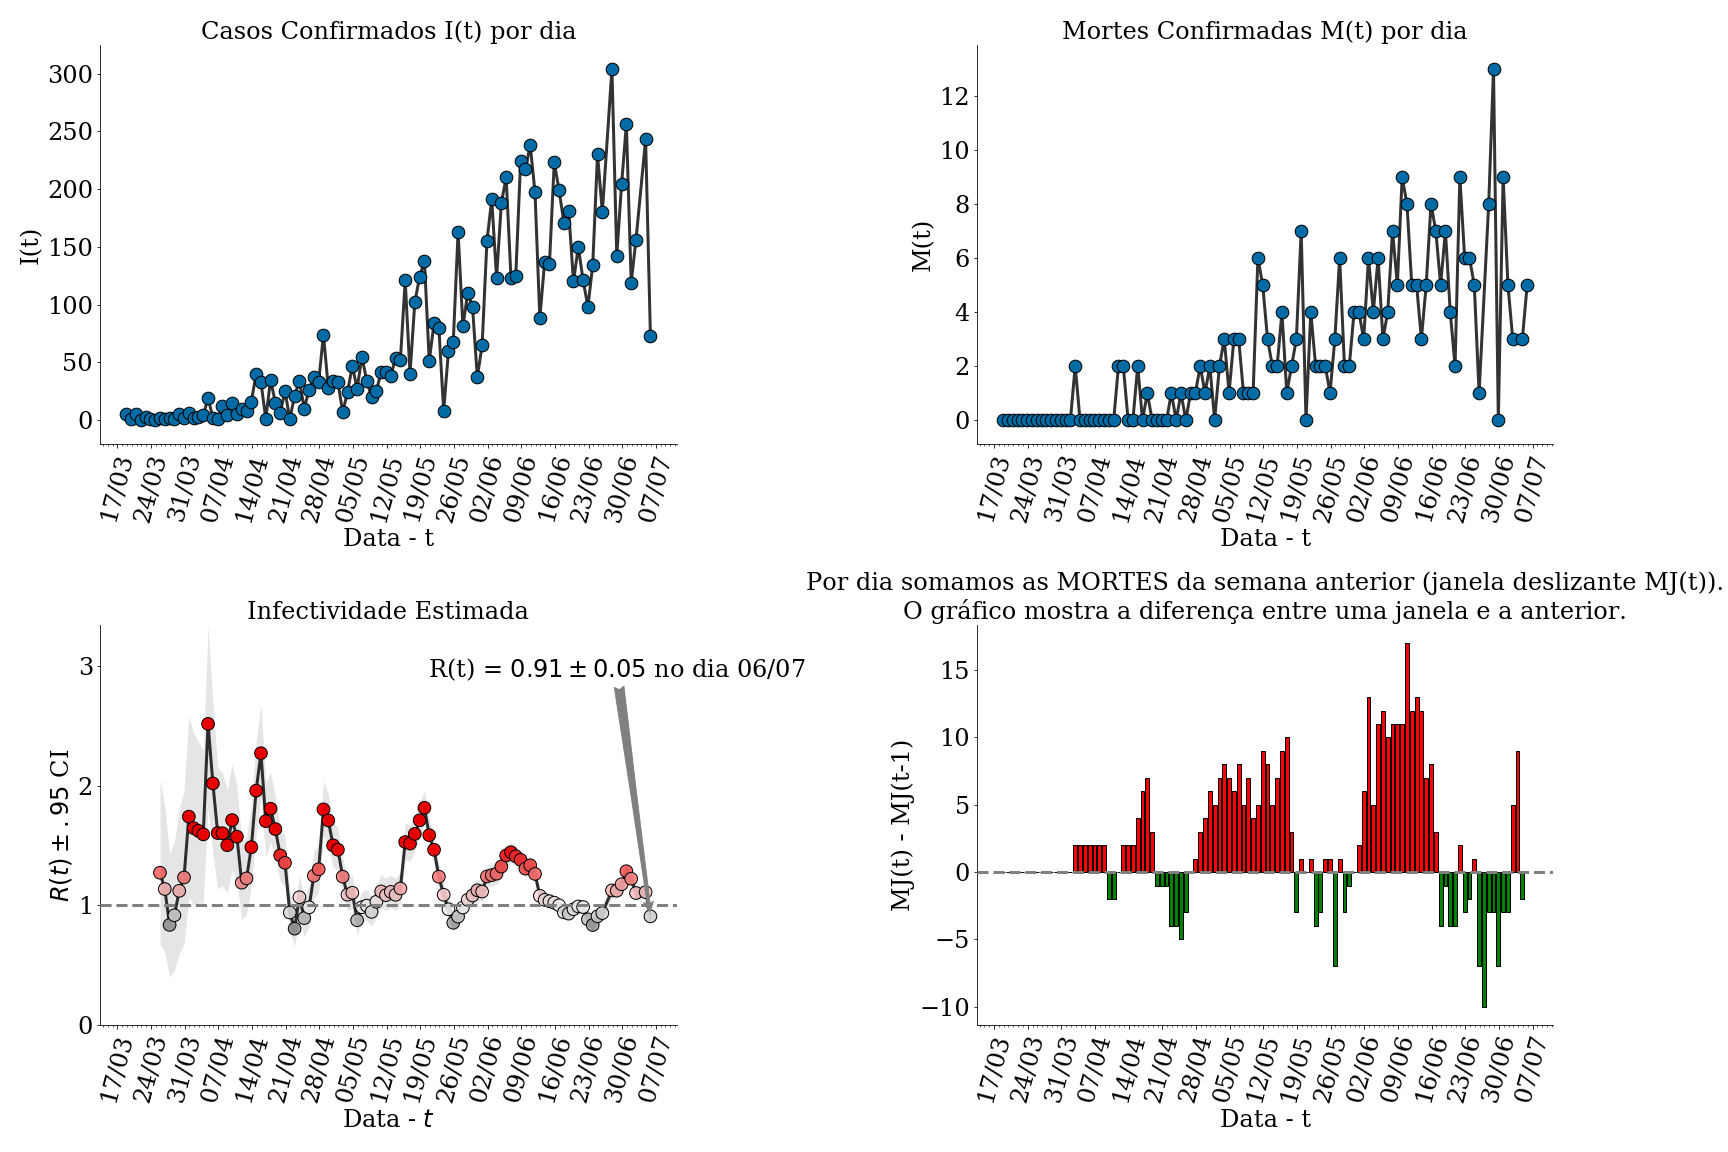 Casos Confirmados I(t) por dia
I(t)
300
250
200
150
100
50
0
17/03 24/03 31/03 07/04 14/04 21/04 28/04 05/05 12/05 19/05 26/05 02/06 09/06 16/06 23/06 30/06 07/07
Data - t
Mortes Confirmadas M(t) por dia
M(t)
12
10
8
6
4
2
0
17/03 24/03 31/03 07/04 14/04 21/04 28/04 05/05 12/05 19/05 26/05 02/06 09/06 16/06 23/06 30/06 07/07
Data - t
Infectividade Estimada
R(t) = 0.91 ± 0.05 no dia 06/07
R(t) ± .95 CI
3
2
1
0
17/03 24/03 31/03 07/04 14/04 21/04 28/04 05/05 12/05 19/05 26/05 02/06 09/06 16/06 23/06 30/06 07/07
Data - t
Por dia somamos as MORTES da semana anterior (janela deslizante MJ(t)).
O gráfico mostra a diferença entre uma janela e a anterior.
MJ(t) - MJ(t-1)
15
10
5
0
−5
−10
17/03 24/03 31/03 07/04 14/04 21/04 28/04 05/05 12/05 19/05 26/05 02/06 09/06 16/06 23/06 30/06 07/07
Data - t